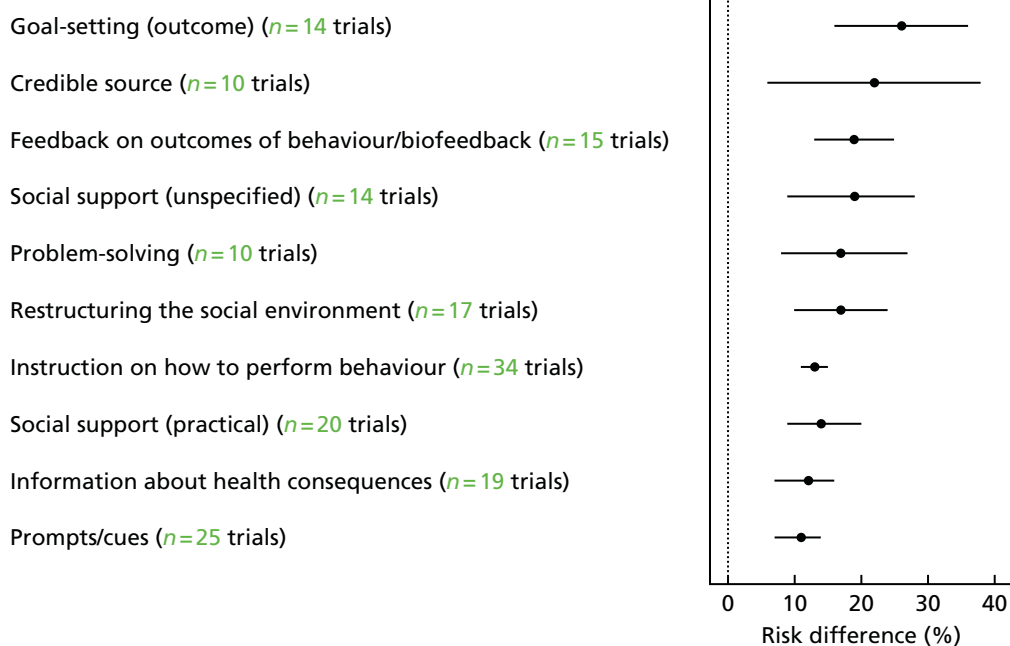 Goal-setting (outcome) (n=14 trials)
Credible source (n=10 trials)
Feedback on outcomes of behaviour/biofeedback (n=15 trials)
Social support (unspecified) (n=14 trials)
Problem-solving (n=10 trials)
Restructuring the social environment (n=17 trials)
Instruction on how to perform behaviour (n=34 trials)
Social support (practical) (n=20 trials)
Information about health consequences (n=19 trials)
Prompts/cues (n=25 trials)
0 10 20 30 40
Risk difference (%)